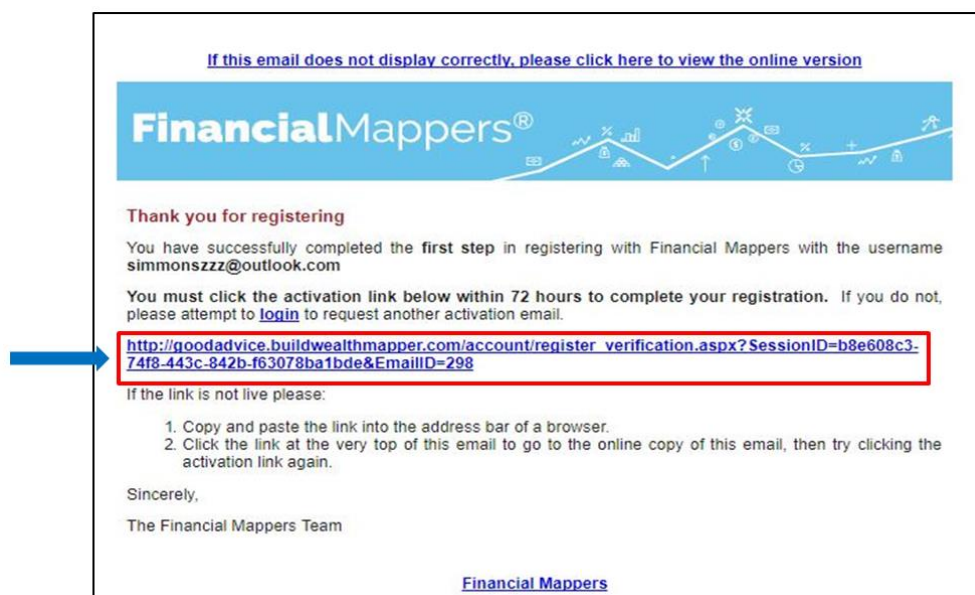 If this email does not display correctly, please click here to view the online version
FinancialMappers®
Thank you for registering
You have successfully completed the first step in registering with Financial Mappers with the username
simmonszzz@outlook.com
You must click the activation link below within 72 hours to complete your registration. If you do not,
please attempt to login to request another activation email.
http://goodadvice.buildwealthmapper.com/account/register_verification.aspx?SessionID=b8e608c3-
74f8-443c-842b-f63078ba1bde&EmailID=298
If the link is not live please:
1. Copy and paste the link into the address bar of a browser.
2. Click the link at the very top of this email to go to the online copy of this email, then try clicking the
activation link again.
Sincerely,
The Financial Mappers Team
Financial Mappers